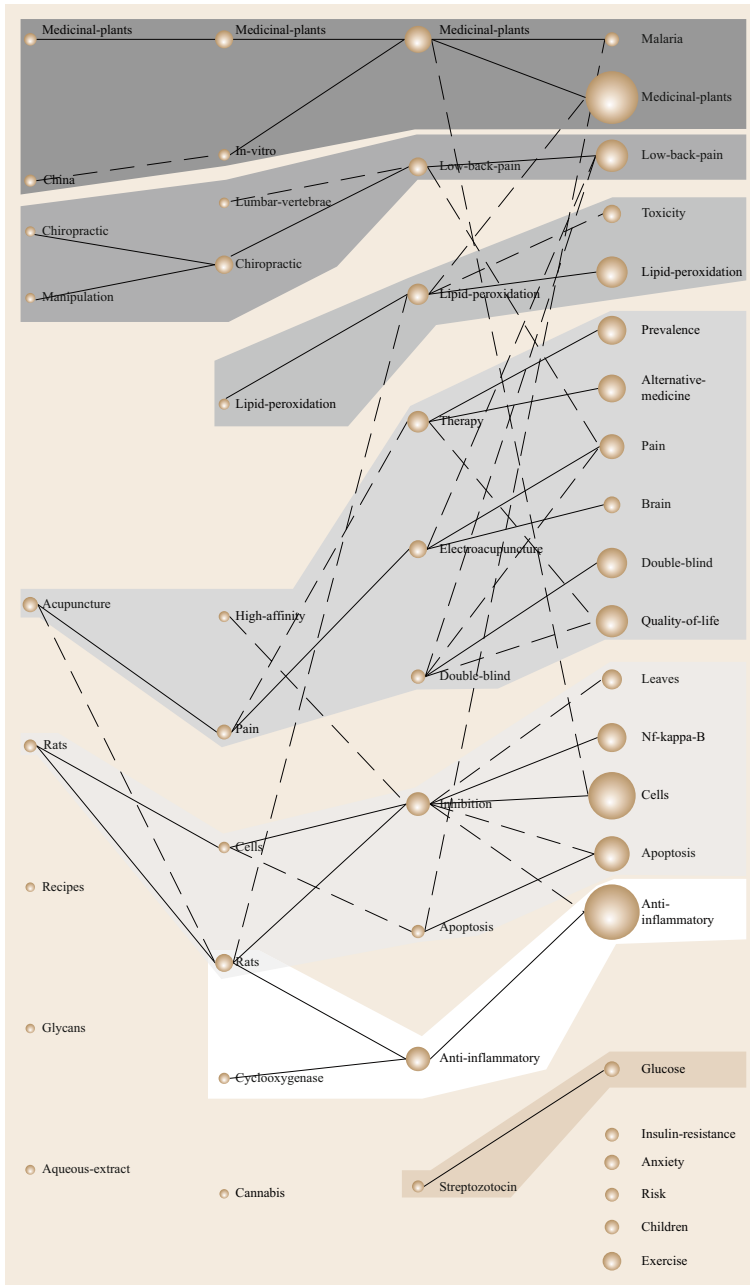 Medicinal-plants
China
Chiropractic
Manipulation
Acupuncture
Rats
Recipes
Glycans
Aqueous-extract
Medicinal-plants
In-vitro
Lumbar-vertebrae
Chiropractic
Lipid-peroxidation
High-affinity
Pain
Cells
Rats
Cyclooxygenase
Cannabis
Medicinal-plants
Low-back-pain
Lipid-peroxidation
Therapy
Electroacupuncture
Double-blind
Inhibition
Apoptosis
Anti-inflammatory
Streptozotocin
Malaria
Medicinal-plants
Low-back-pain
Toxicity
Lipid-peroxidation
Prevalence
Alternative-
medicine
Pain
Brain
Double-blind
Quality-of-life
Leaves
Nf-kappa-B
Cells
Apoptosis
Anti-
inflammatory
Glucose
Insulin-resistance
Anxiety
Risk
Children
Exercise